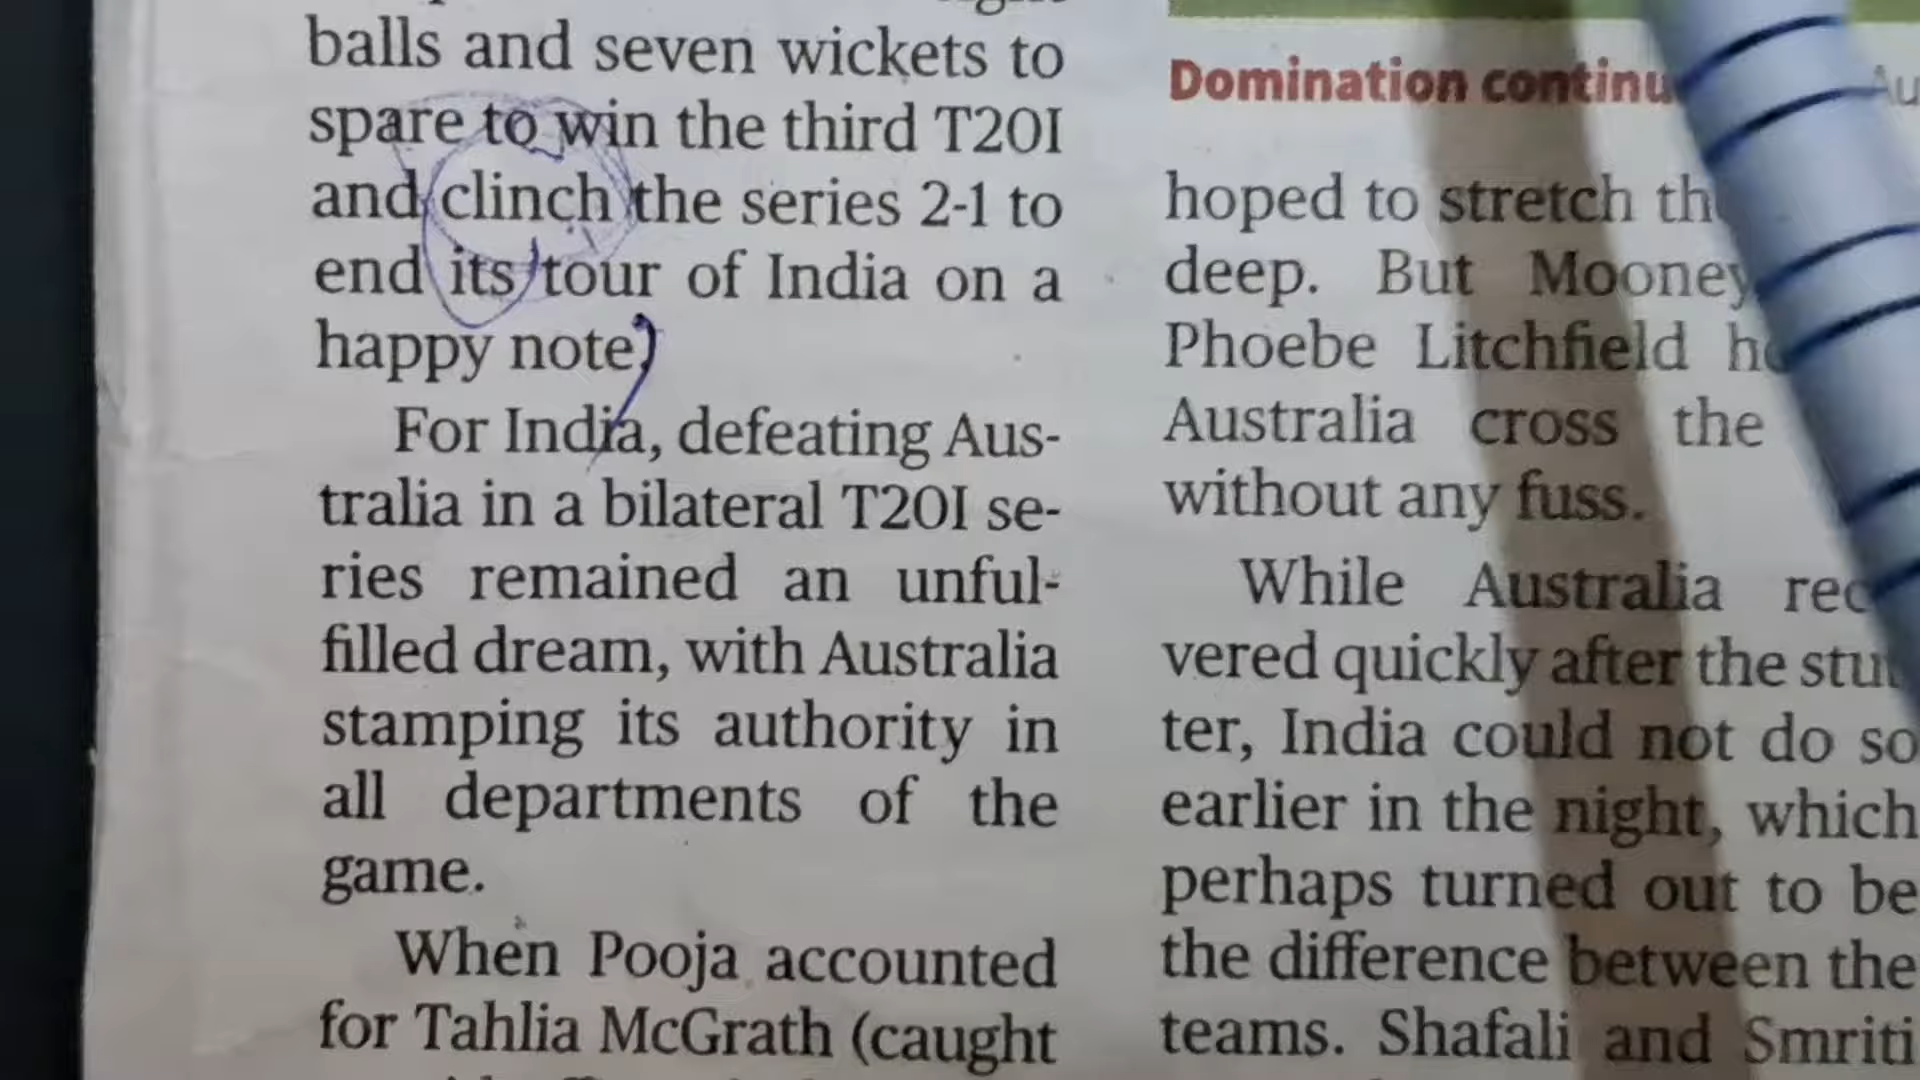 balls and seven wickets to
spare to win the third T20I
and clinch the series 2-1 to
end its tour of India on a
happy note.
For India, defeating Aus-
tralia in a bilateral T20I se-
ries remained an unful-
filled dream, with Australia
stamping its authority in
all departments of the
game.
When Pooja accounted
for Tahlia McGrath (caught
Domination continu
hoped to stretch
deep. But Mooney
Phoebe Litchfield
Australia cross the
without any fuss.
While Australia rec
vered quickly after the
ter, India could not do so
earlier in the night, which
perhaps turned out to be
the difference between the
teams. Shafali and Smriti